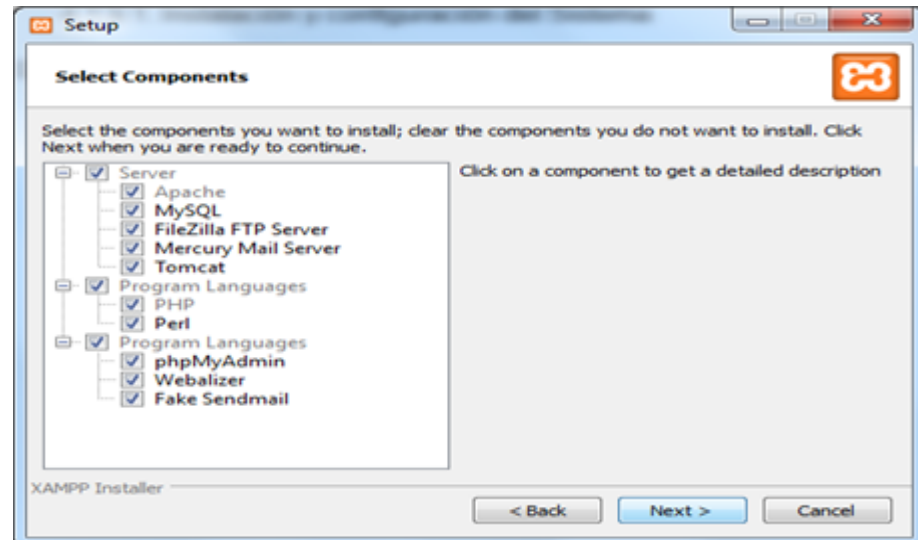 Setup
Select Components
Select the components you want to install; clear the components you do not want to install. Click
Next when you are ready to continue.
Server
Apache
MySQL
FileZilla FTP Server
Mercury Mail Server
Tomcat
Program Languages
PHP
Perl
Program Languages
phpMyAdmin
Webalizer
Fake Sendmail
Click on a component to get a detailed description
XAMPP Installer
< Back
Next >
Cancel